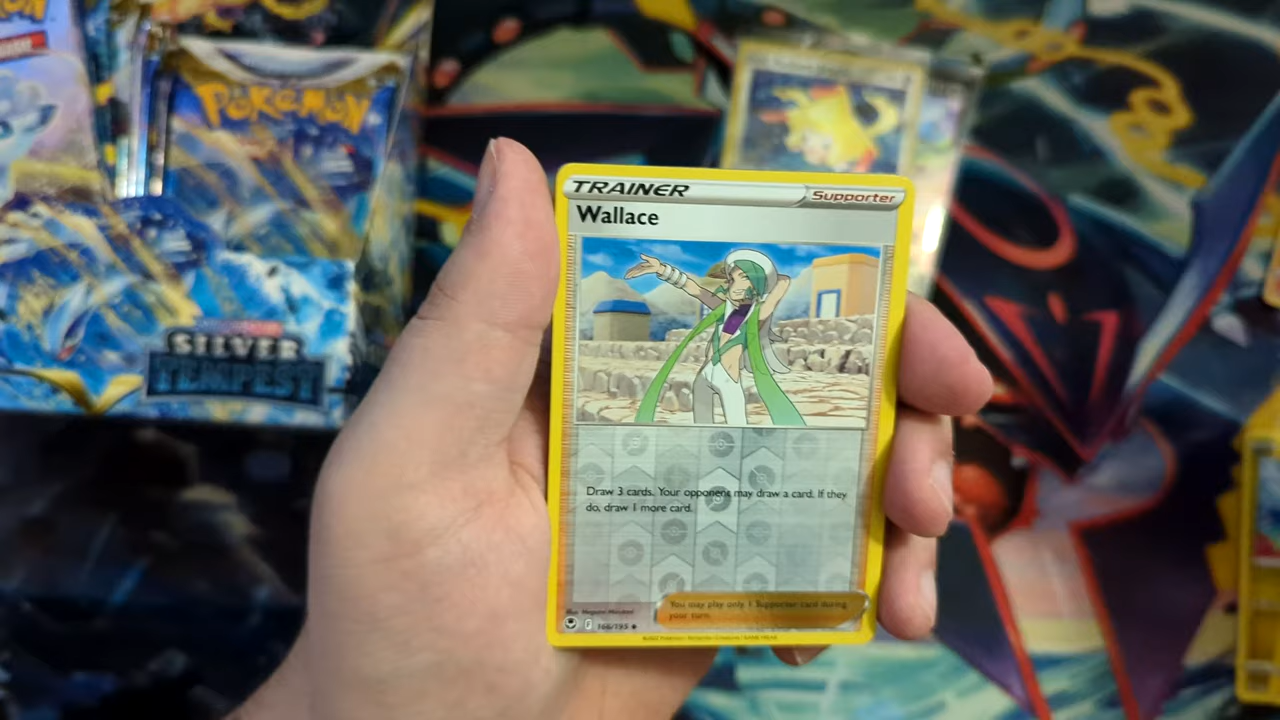 POKÉMON
SILVER
TEMPEST
TRAINER
Supporter
Wallace
Draw 3 cards. Your opponent may draw a card. If they
do, draw 1 more card.
You may play only 1 Supporter card during
your turn.
F 166/195